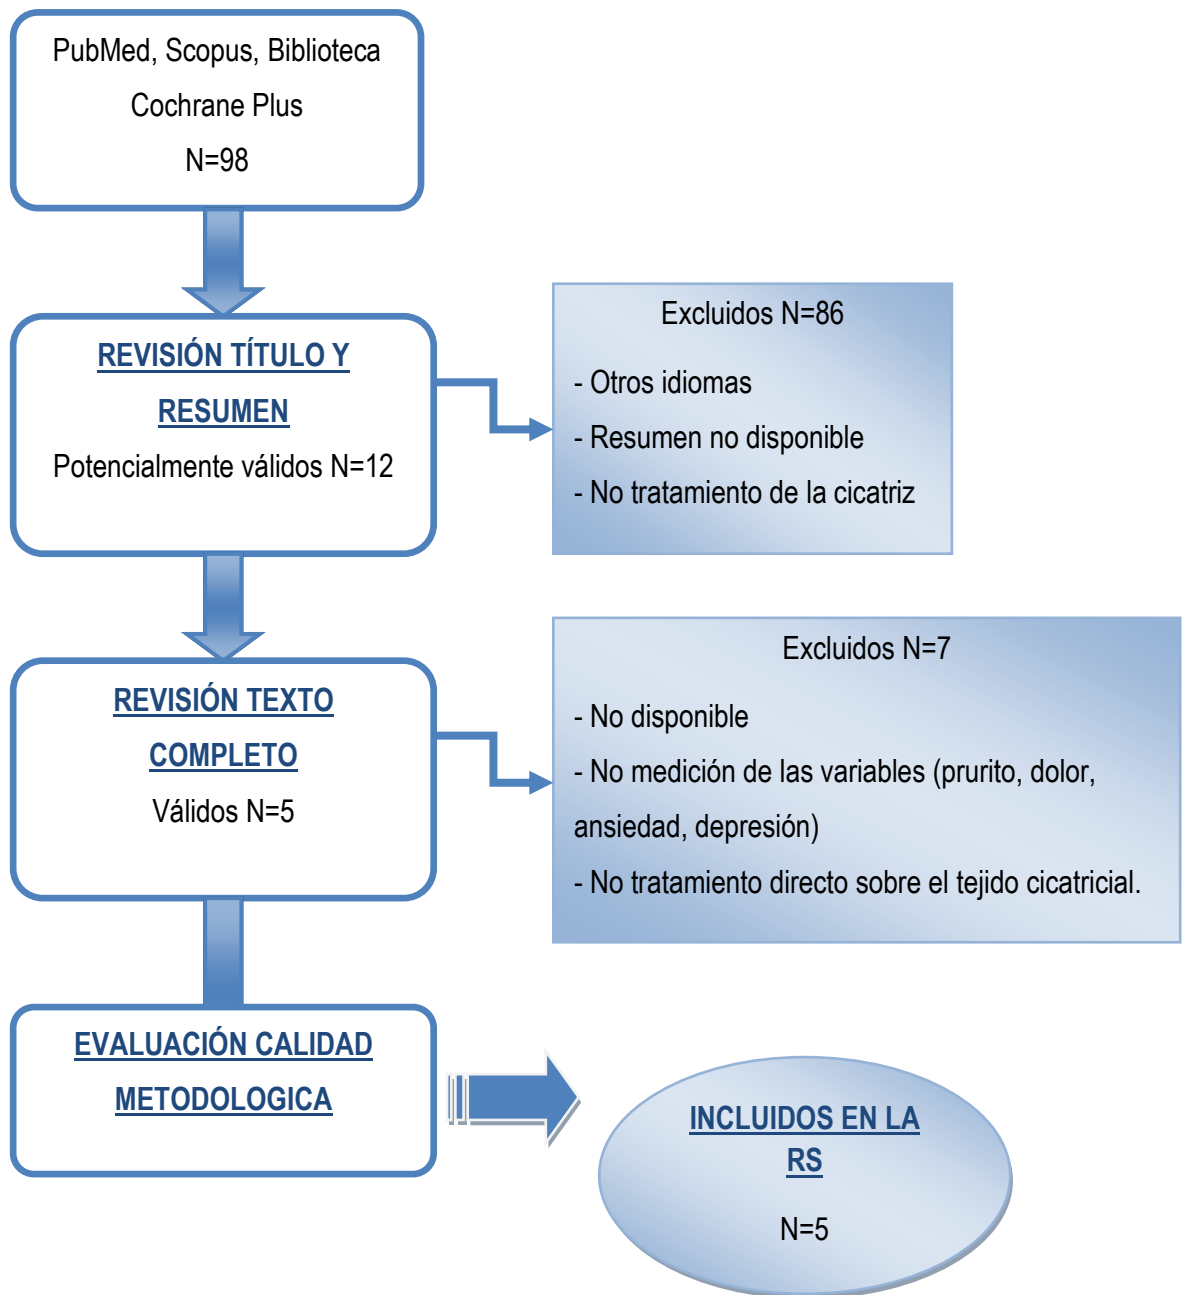 PubMed, Scopus, Biblioteca
Cochrane Plus
N=98
REVISIÓN TÍTULO Y
RESUMEN
Potencialmente válidos N=12
Excluidos N=86
- Otros idiomas
- Resumen no disponible
- No tratamiento de la cicatriz
REVISIÓN TEXTO
COMPLETO
Válidos N=5
Excluidos N=7
- No disponible
- No medición de las variables (prurito, dolor,
ansiedad, depresión)
- No tratamiento directo sobre el tejido cicatricial.
EVALUACIÓN CALIDAD
METODOLOGICA
INCLUIDOS EN LA
RS
N=5